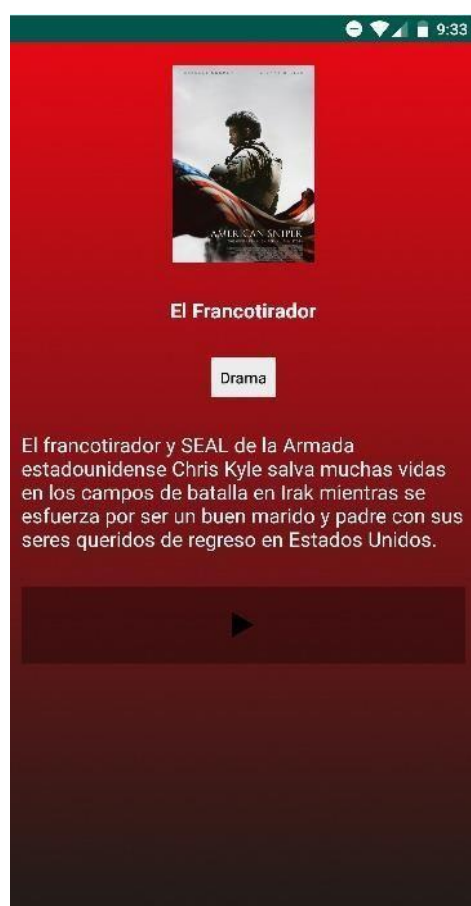 9:33
AMERICAN SNIPER
El Francotirador
Drama
El francotirador y SEAL de la Armada
estadounidense Chris Kyle salva muchas vidas
en los campos de batalla en Irak mientras se
esfuerza por ser un buen marido y padre con sus
seres queridos de regreso en Estados Unidos.